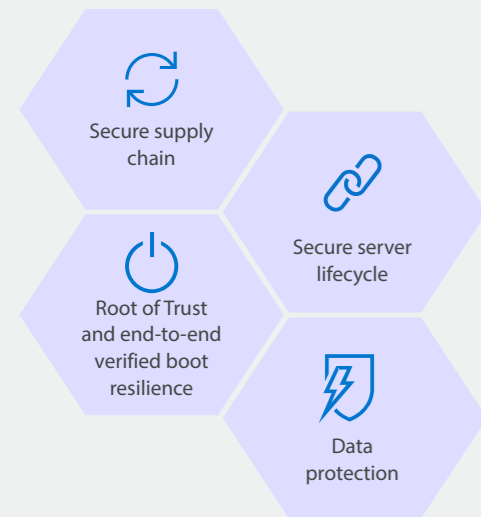 Secure supply
chain
Secure server
lifecycle
Root of Trust
and end-to-end
verified boot
resilience
Data
protection